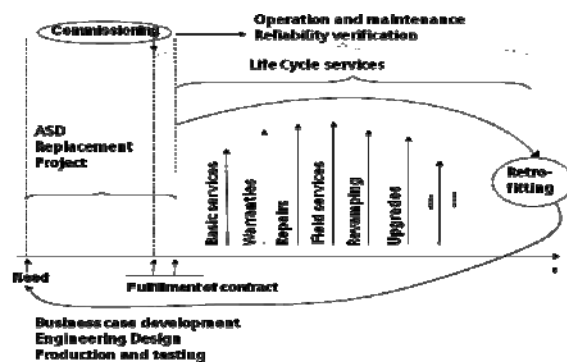 Commissioning
Operation and maintenance
Reliability verification
Life Cycle services
ASD
Replacement
Project
Basic services
Warranties
Repairs
Field services
Revamping
Upgrades
Retro-
fitting
Need
Fulfillment of contract
Business case development
Engineering Design
Production and testing